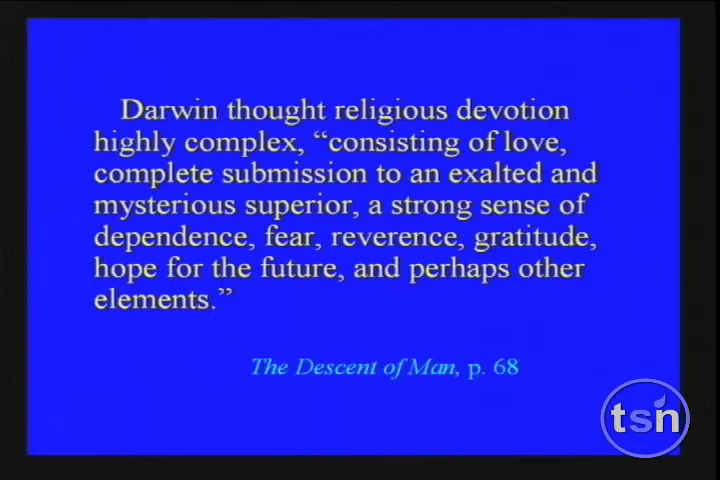 Darwin thought religious devotion
highly complex, “consisting of love,
complete submission to an exalted and
mysterious superior, a strong sense of
dependence, fear, reverence, gratitude,
hope for the future, and perhaps other
elements.”
The Descent of Man, p. 68
tsn